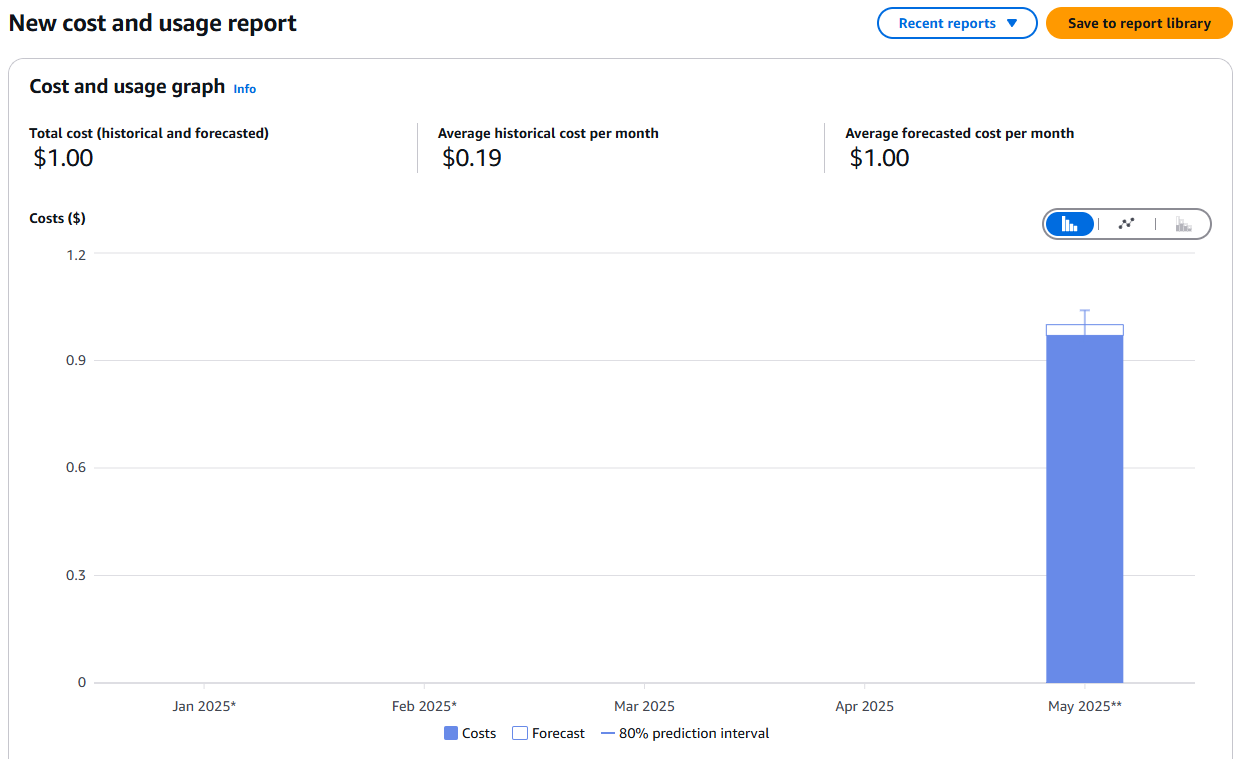 New cost and usage report
Recent reports
Save to report library
Cost and usage graph Info
Total cost (historical and forecasted)
$1.00
Average historical cost per month
$0.19
Average forecasted cost per month
$1.00
Costs ($)
1.2
0.9
0.6
0.3
0
Jan 2025* Feb 2025* Mar 2025 Apr 2025 May 2025**
Costs Forecast 80% prediction interval